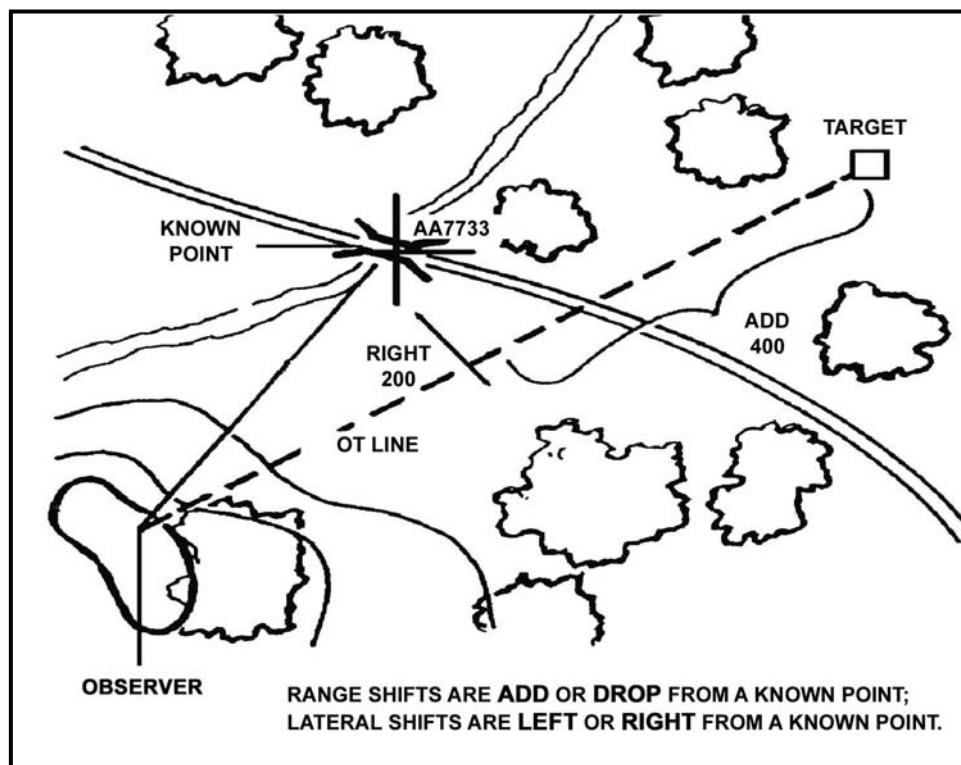 TARGET
AA7733
KNOWN
POINT
ADD
400
RIGHT
200
OT LINE
OBSERVER
RANGE SHIFTS ARE ADD OR DROP FROM A KNOWN POINT;
LATERAL SHIFTS ARE LEFT OR RIGHT FROM A KNOWN POINT.